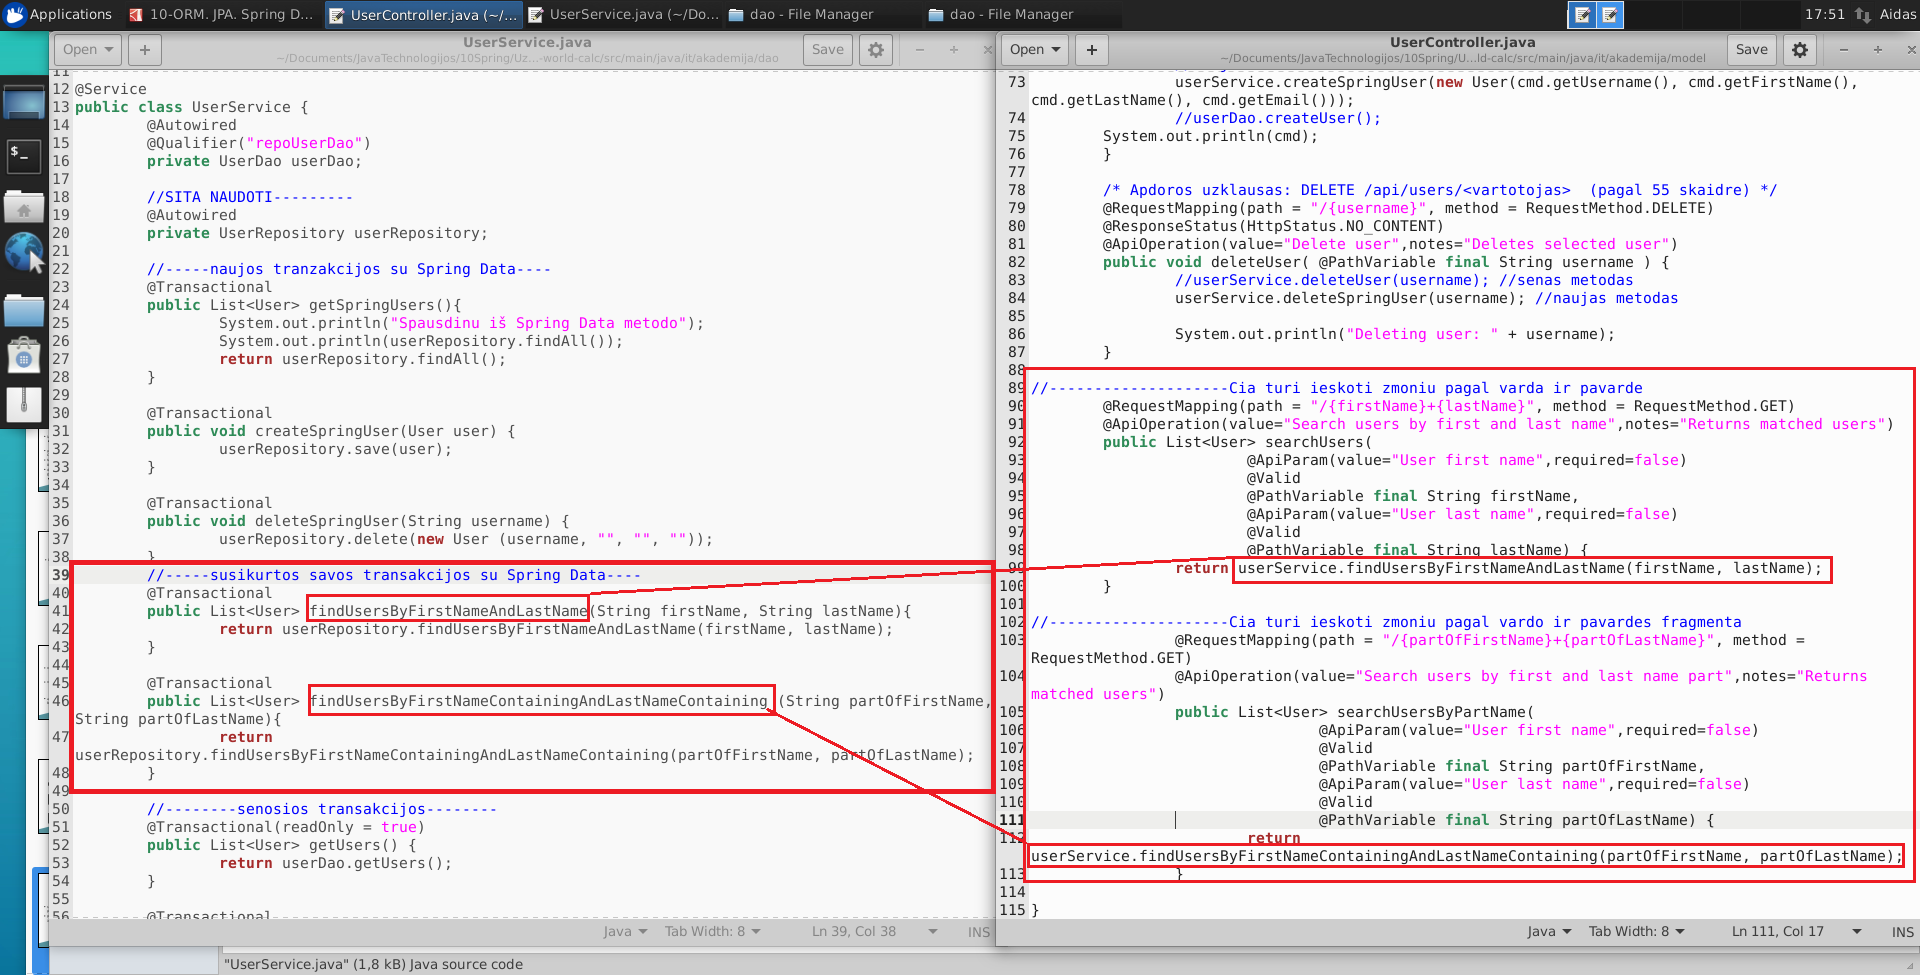 Applications
10-ORM. JPA. Spring D...
UserController.java (~/...
UserService.java (~/Do...
dao - File Manager
dao - File Manager
17:51
Aidas
Open
UserService.java
~/Documents/JavaTechnologijos/10Spring/Uz...-world-calc/src/main/java/it/akademija/dao
Save
11
12 @Service
13 public class UserService {
14 @Autowired
15 @Qualifier("repoUserDao")
16 private UserDao userDao;
17
18 //SITA NAUDOTI---------
19 @Autowired
20 private UserRepository userRepository;
21
22 //-----naujos tranzakcijos su Spring Data----
23 @Transactional
24 public List<User> getSpringUsers(){
25 System.out.println("Spausdinu iš Spring Data metodo");
26 System.out.println(userRepository.findAll());
27 return userRepository.findAll();
28 }
29
30 @Transactional
31 public void createSpringUser(User user) {
32 userRepository.save(user);
33 }
34
35 @Transactional
36 public void deleteSpringUser(String username) {
37 userRepository.delete(new User (username, "", "", ""));
38 }
39 //-----susikurtos savos transakcijos su Spring Data----
40 @Transactional
41 public List<User> findUsersByFirstNameAndLastName(String firstName, String lastName){
42 return userRepository.findUsersByFirstNameAndLastName(firstName, lastName);
43 }
44
45 @Transactional
46 public List<User> findUsersByFirstNameContainingAndLastNameContaining (String partOfFirstName,
String partOfLastName){
47 return
userRepository.findUsersByFirstNameContainingAndLastNameContaining(partOfFirstName, partOfLastName);
48 }
49
50 //--------senosios transakcijos--------
51 @Transactional(readOnly = true)
52 public List<User> getUsers() {
53 return userDao.getUsers();
54 }
55
56 @Transactional
Java
Tab Width: 8
Ln 39, Col 38
INS
"UserService.java" (1,8 kB) Java source code
Open
UserController.java
~/Documents/JavaTechnologijos/10Spring/U...ld-calc/src/main/java/it/akademija/model
Save
73 userService.createSpringUser(new User(cmd.getUsername(), cmd.getFirstName(),
cmd.getLastName(), cmd.getEmail()));
74 //userDao.createUser();
75 System.out.println(cmd);
76 }
77
78 /* Apdoros uzklausas: DELETE /api/users/<vartotojas> (pagal 55 skaidre) */
79 @RequestMapping(path = "/{username}", method = RequestMethod.DELETE)
80 @ResponseStatus(HttpStatus.NO_CONTENT)
81 @ApiOperation(value="Delete user",notes="Deletes selected user")
82 public void deleteUser( @PathVariable final String username ) {
83 //userService.deleteUser(username); //senas metodas
84 userService.deleteSpringUser(username); //naujas metodas
85
86 System.out.println("Deleting user: " + username);
87 }
88
89 //--------------------Cia turi ieskoti zmoniu pagal varda ir pavarde
90 @RequestMapping(path = "/{firstName}+{lastName}", method = RequestMethod.GET)
91 @ApiOperation(value="Search users by first and last name",notes="Returns matched users")
92 public List<User> searchUsers(
93 @ApiParam(value="User first name",required=false)
94 @Valid
95 @PathVariable final String firstName,
96 @ApiParam(value="User last name",required=false)
97 @Valid
98 @PathVariable final String lastName) {
99 return userService.findUsersByFirstNameAndLastName(firstName, lastName);
100 }
101
102 //--------------------Cia turi ieskoti zmoniu pagal vardo ir pavardes fragmenta
103 @RequestMapping(path = "/{partOfFirstName}+{partOfLastName}", method =
RequestMethod.GET)
104 @ApiOperation(value="Search users by first and last name part",notes="Returns
matched users")
105 public List<User> searchUsersByPartName(
106 @ApiParam(value="User first name",required=false)
107 @Valid
108 @PathVariable final String partOfFirstName,
109 @ApiParam(value="User last name",required=false)
110 @Valid
111 @PathVariable final String partOfLastName) {
112 return
userService.findUsersByFirstNameContainingAndLastNameContaining(partOfFirstName, partOfLastName);
113 }
114
115 }
Java
Tab Width: 8
Ln 111, Col 17
INS